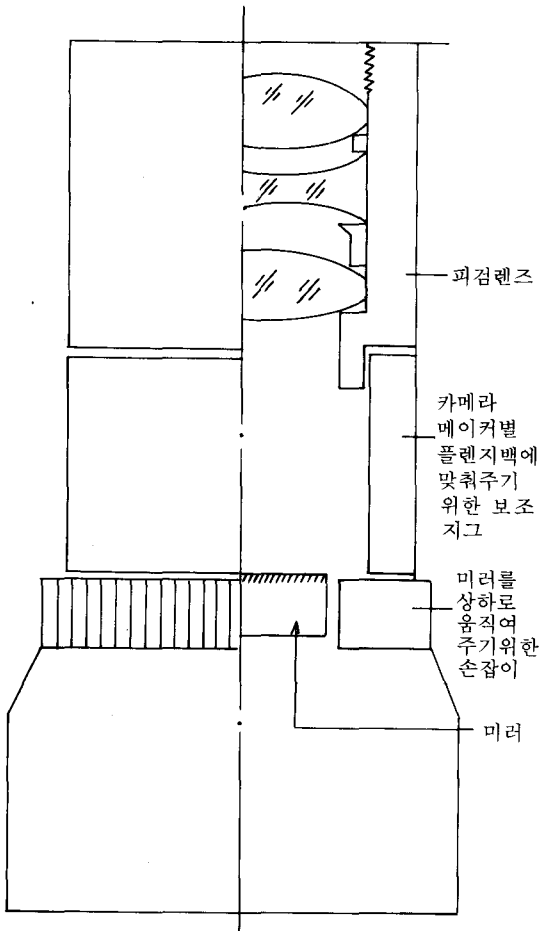 피검렌즈
카메라
메이커별
플렌지백에
맞춰주기
위한 보조
지그
미러를
상하로
움직여
주기위한
손잡이
미러